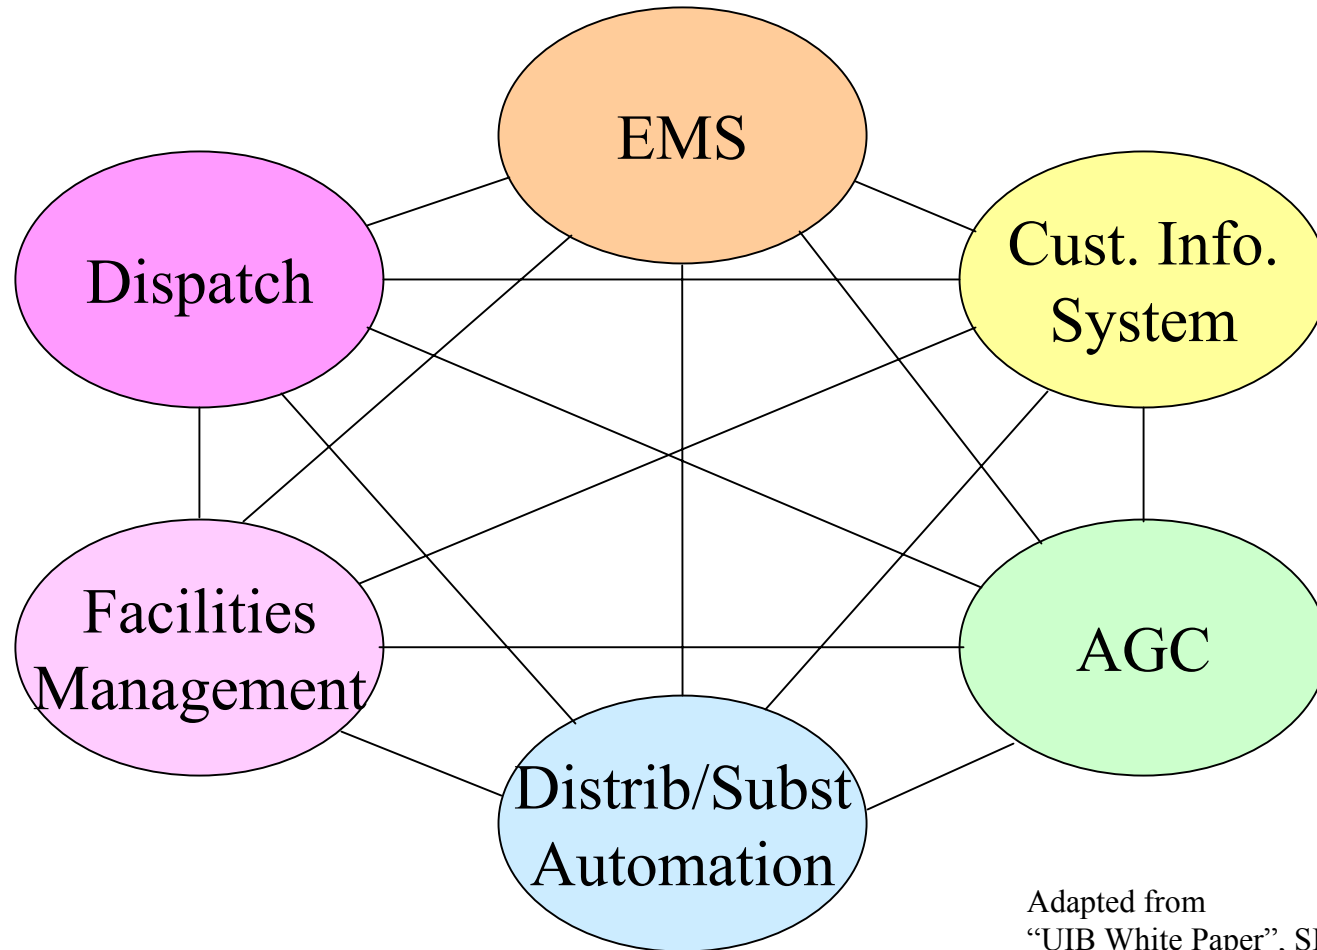 EMS
Dispatch
Cust. Info.
System
Facilities
Management
AGC
Distrib/Subst
Automation
Adapted from
“UIB White Paper”,